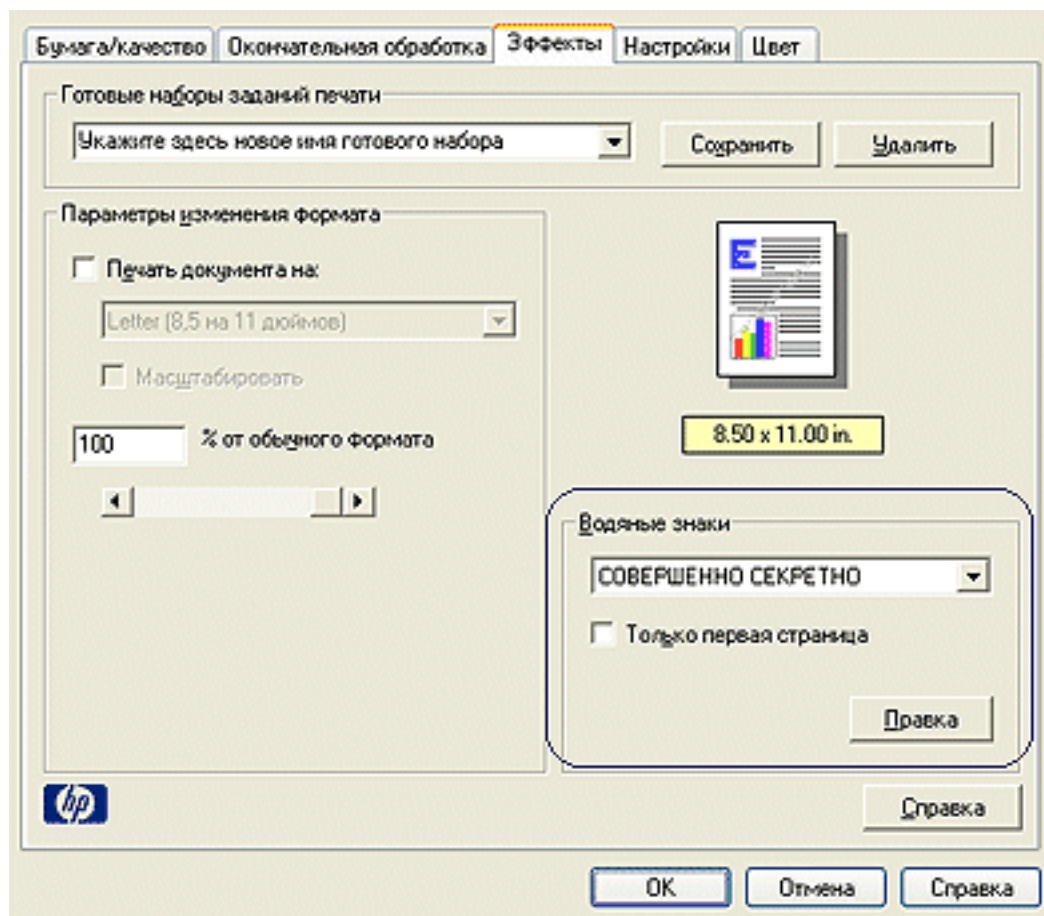 Бумага/качество Окончательная обработка Эффекты Настройки Цвет
Готовые наборы заданий печати
Укажите здесь новое имя готового набора Сохранить Удалить
Параметры изменения формата
Печать документа на:
Letter (8,5 на 11 дюймов)
Масштабировать
100 % от обычного формата
E
8.50 x 11.00 in.
Водяные знаки
СОВЕРШЕННО СЕКРЕТНО
Только первая страница
Правка
hp
Справка
OK Отмена Справка